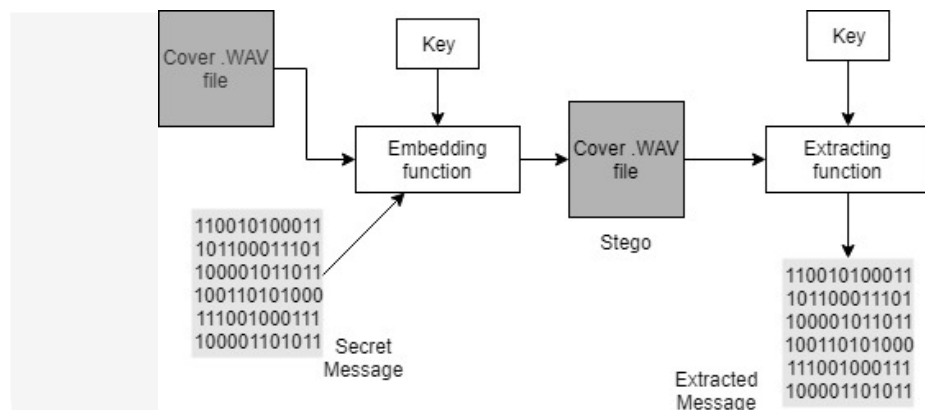 Cover .WAV
file
Key
Key
Embedding
function
Cover .WAV
file
Extracting
function
Stego
110010100011
101100011101
100001011011
100110101000
111001000111
100001101011
Secret
Message
110010100011
101100011101
100001011011
100110101000
111001000111
100001101011
Extracted
Message